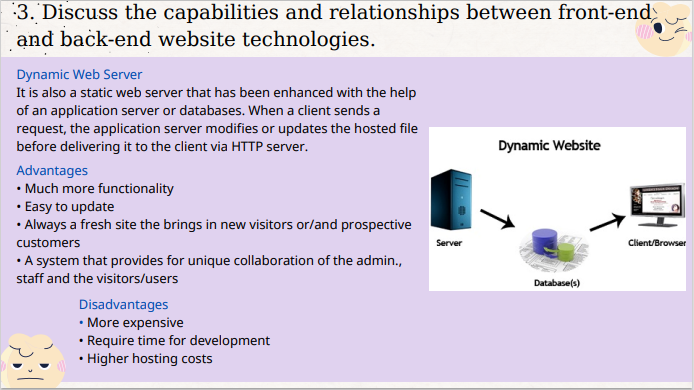 3. Discuss the capabilities and relationships between front-end
and back-end website technologies.
Dynamic Web Server
It is also a static web server that has been enhanced with the help
of an application server or databases. When a client sends a
request, the application server modifies or updates the hosted file
before delivering it to the client via HTTP server.
Advantages
• Much more functionality
• Easy to update
• Always a fresh site the brings in new visitors or/and prospective
customers
• A system that provides for unique collaboration of the admin.,
staff and the visitors/users
Disadvantages
• More expensive
• Require time for development
• Higher hosting costs
Dynamic Website
Server
Client/Browser
Database(s)